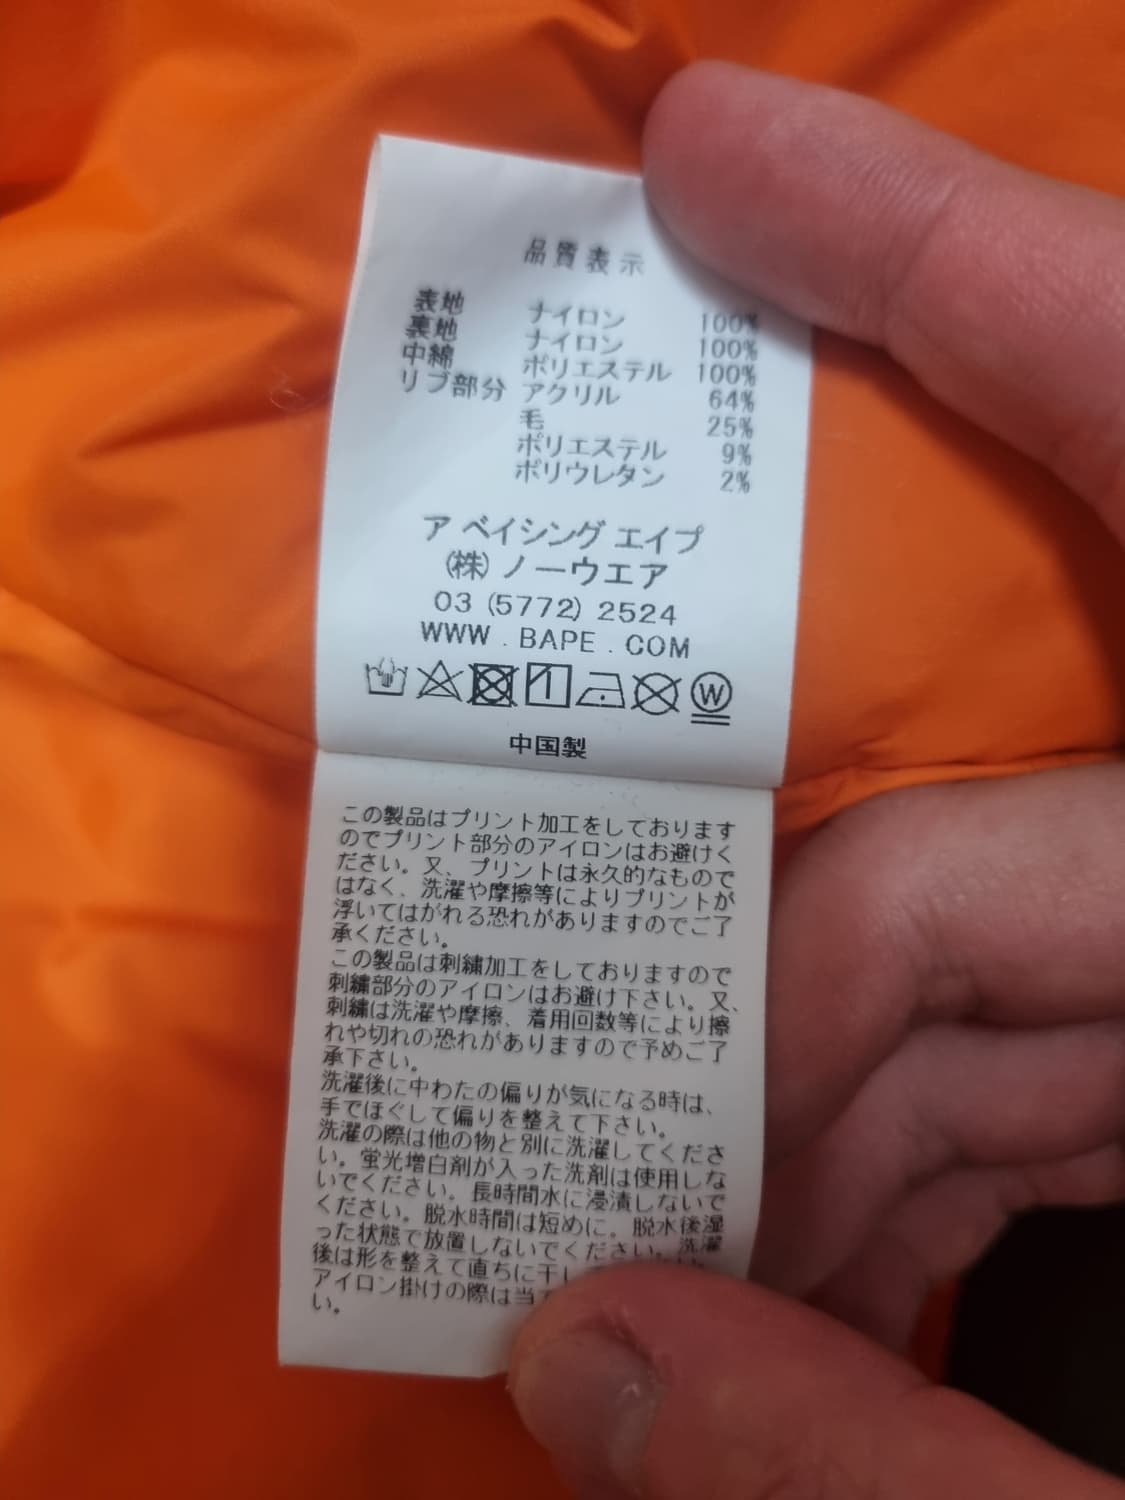 品質表示
表地 ナイロン 100%
裏地 ナイロン 100%
中綿 ポリエステル 100%
リブ部分 アクリル 64%
毛 25%
ポリエステル 9%
ポリウレタン 2%
ア ベイシング エイプ
(株)ノーウエア
03 (5772) 2524
WWW . BAPE . COM
W
中国製
この製品はプリント加工をしております
のでプリント部分のアイロンはお避けく
ださい。又、プリントは永久的なもので
はなく、洗濯や摩擦等によりプリントが
浮いてはがれる恐れがありますのでご了
承ください。
この製品は刺繍加工をしておりますので
刺繍部分のアイロンはお避け下さい。又、
刺繍は洗濯や摩擦、着用回数等により擦
れや切れの恐れがありますので予めご了
承下さい。
洗濯後に中わたの偏りが気になる時は、
手でほぐして偏りを整えて下さい。
洗濯の際は他の物と別に洗濯してくださ
い。蛍光増白剤が入った洗剤は使用しな
いでください。長時間水に浸漬しないで
ください。脱水時間は短めに。脱水後湿
った状態で放置しないでください。洗濯
後は形を整えて直ちに干し
アイロン掛けの際は当て
い。